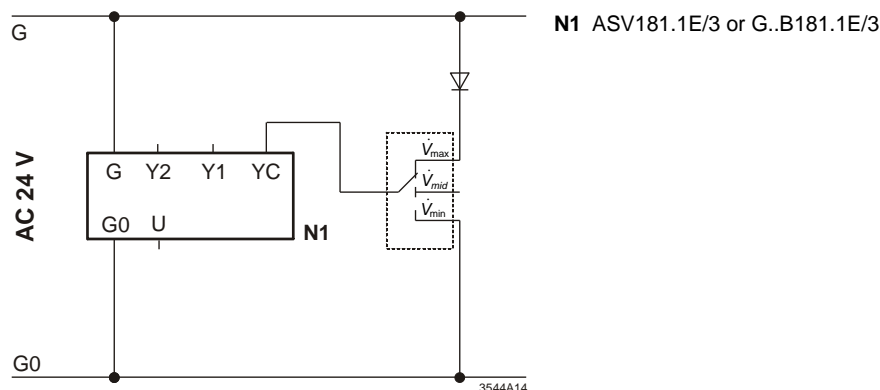 G
N1 ASV181.1E/3 or G..B181.1E/3
AC 24 V
G Y2 Y1 YC
G0 U
N1
V̇max
V̇mid
V̇min
G0
3544A14